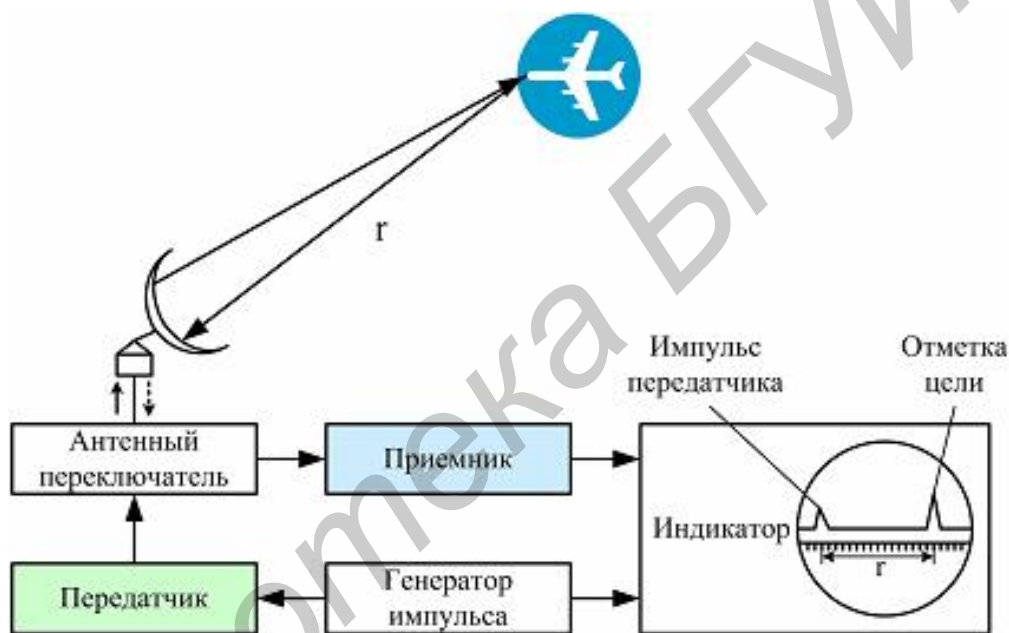 r
Импульс
передатчика
Отметка
цели
Антенный
переключатель
Приемник
Индикатор
r
Передатчик
Генератор
импульса